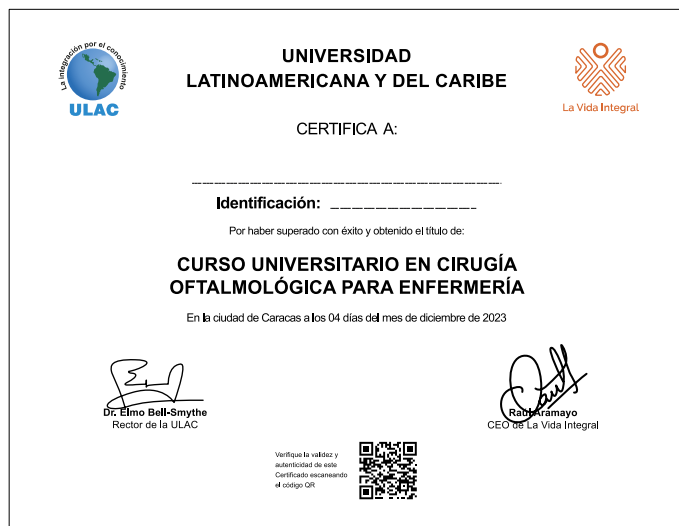 La integración por el conocimiento
ULAC
UNIVERSIDAD
LATINOAMERICANA Y DEL CARIBE
La Vida Integral
CERTIFICA A:
Identificación:
Por haber superado con éxito y obtenido el título de:
CURSO UNIVERSITARIO EN CIRUGÍA
OFTALMOLÓGICA PARA ENFERMERÍA
En la ciudad de Caracas a los 04 días del mes de diciembre de 2023
Dr. Elmo Bell-Smythe
Rector de la ULAC
Raúl Aramayo
CEO de La Vida Integral
Verifique la validez y
autenticidad de este
Certificado escaneando
el código QR